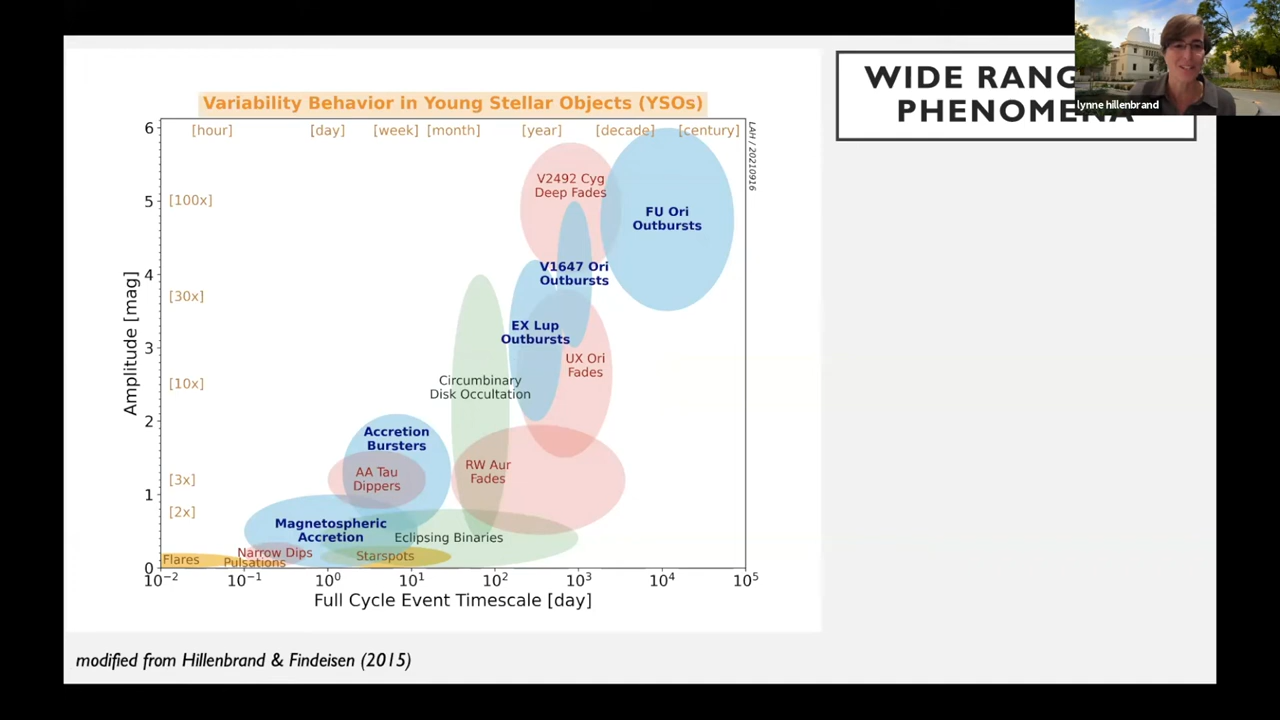 WIDE RANG
PHENOMENA
lynne hillenbrand
Variability Behavior in Young Stellar Objects (YSOs)
[hour] [day] [week] [month] [year] [decade] [century]
LAH / 20210916
6
5
4
3
2
1
0
[100x]
[30x]
[10x]
[3x]
[2x]
Amplitude [mag]
V2492 Cyg
Deep Fades
FU Ori
Outbursts
V1647 Ori
Outbursts
EX Lup
Outbursts
UX Ori
Fades
Circumbinary
Disk Occultation
Accretion
Bursters
AA Tau
Dippers
RW Aur
Fades
Magnetospheric
Accretion
Eclipsing Binaries
Narrow Dips
Starspots
Flares
Pulsations
10⁻² 10⁻¹ 10⁰ 10¹ 10² 10³ 10⁴ 10⁵
Full Cycle Event Timescale [day]
modified from Hillenbrand & Findeisen (2015)